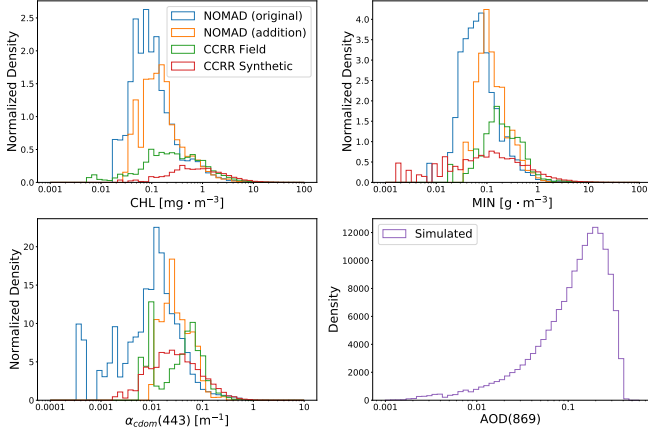 NOMAD (original)
NOMAD (addition)
CCRR Field
CCRR Synthetic
Normalized Density
2.5
2.0
1.5
1.0
0.5
0.0
0.001 0.01 0.1 1 10 100
CHL [mg · m⁻³]
Normalized Density
4.0
3.5
3.0
2.5
2.0
1.5
1.0
0.5
0.0
0.001 0.01 0.1 1 10 100
MIN [g · m⁻³]
Normalized Density
20
15
10
5
0
0.0001 0.001 0.01 0.1 1 10
α_cdom(443) [m⁻¹]
Simulated
Density
12000
10000
8000
6000
4000
2000
0
0.001 0.01 0.1
AOD(869)